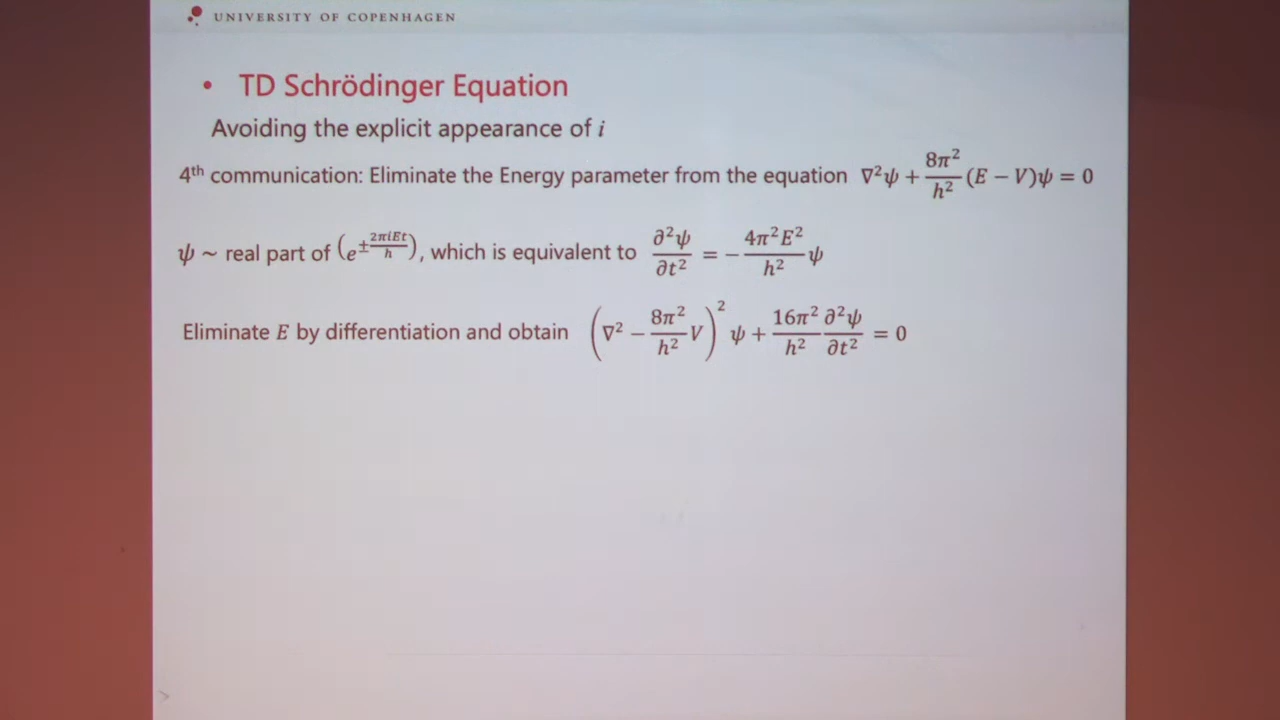 UNIVERSITY OF COPENHAGEN
• TD Schrödinger Equation
Avoiding the explicit appearance of i
4th communication: Eliminate the Energy parameter from the equation ∇²ψ + 8π²/h² (E − V)ψ = 0
ψ ~ real part of (e^±2πiEt/h), which is equivalent to ∂²ψ/∂t² = − 4π²E²/h² ψ
Eliminate E by differentiation and obtain (∇² − 8π²/h² V)² ψ + 16π²/h² ∂²ψ/∂t² = 0